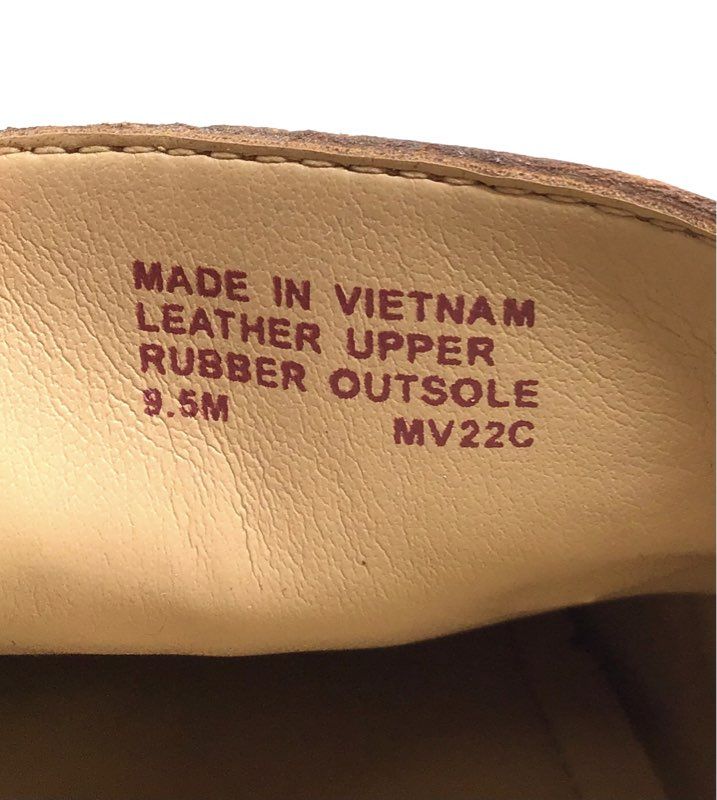 MADE IN VIETNAM
LEATHER UPPER
RUBBER OUTSOLE
9.5M MV22C